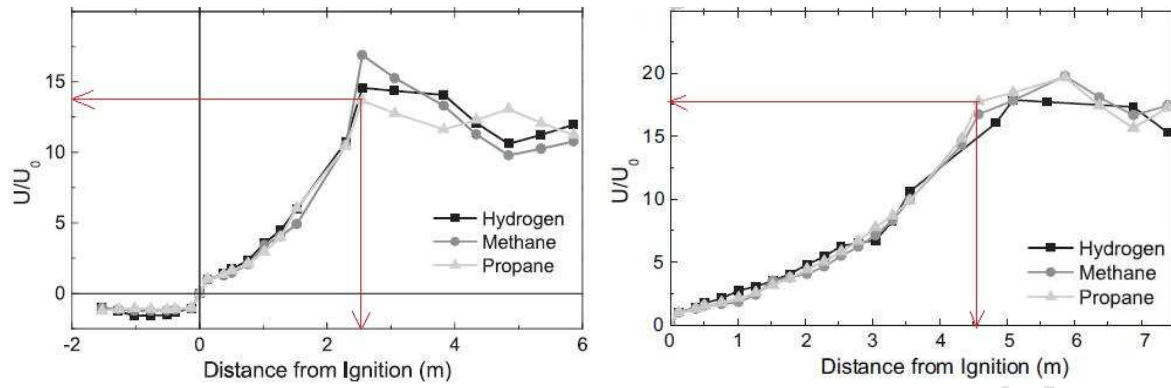 15
10
5
0
-2
0
2
4
6
U/U0
Distance from Ignition (m)
Hydrogen
Methane
Propane
20
15
10
5
0
0
1
2
3
4
5
6
7
U/U0
Distance from Ignition (m)
Hydrogen
Methane
Propane